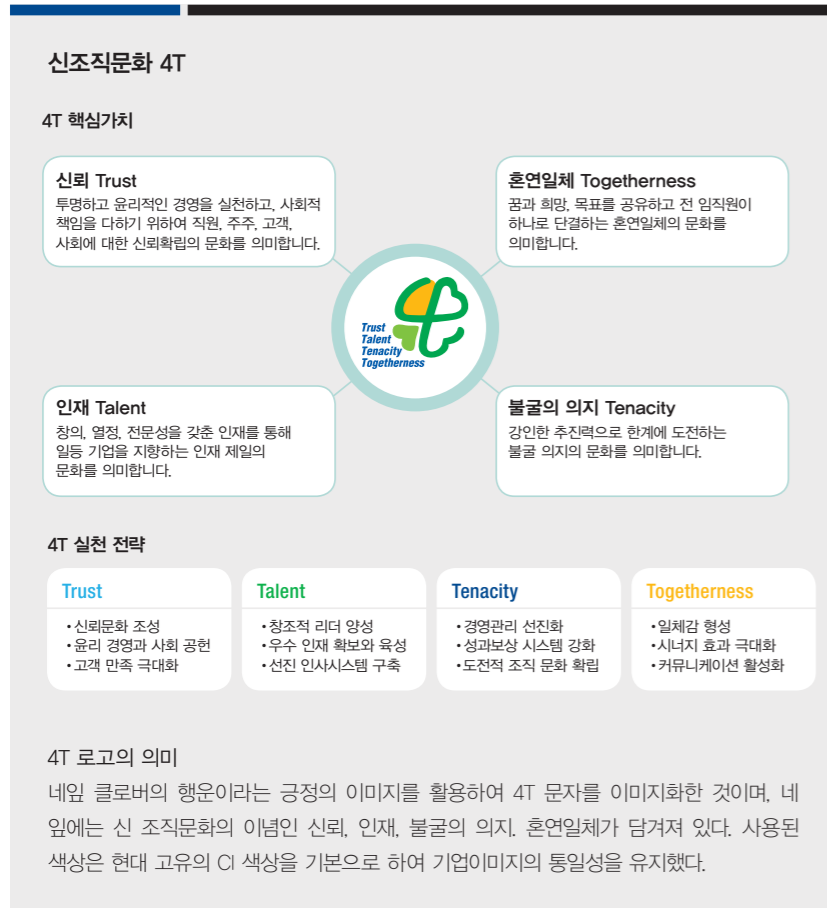 신조직문화 4T
4T 핵심가치
신뢰 Trust
투명하고 윤리적인 경영을 실천하고, 사회적
책임을 다하기 위하여 직원, 주주, 고객,
사회에 대한 신뢰확립의 문화를 의미합니다.
혼연일체 Togetherness
꿈과 희망, 목표를 공유하고 전 임직원이
하나로 단결하는 혼연일체의 문화를
의미합니다.
Trust
Talent
Tenacity
Togetherness
인재 Talent
창의, 열정, 전문성을 갖춘 인재를 통해
일등 기업을 지향하는 인재 제일의
문화를 의미합니다.
불굴의 의지 Tenacity
강인한 추진력으로 한계에 도전하는
불굴 의지의 문화를 의미합니다.
4T 실천 전략
Trust
•신뢰문화 조성
•윤리 경영과 사회 공헌
•고객 만족 극대화
Talent
•창조적 리더 양성
•우수 인재 확보와 육성
•선진 인사시스템 구축
Tenacity
•경영관리 선진화
•성과보상 시스템 강화
•도전적 조직 문화 확립
Togetherness
•일체감 형성
•시너지 효과 극대화
•커뮤니케이션 활성화
4T 로고의 의미
네잎 클로버의 행운이라는 긍정의 이미지를 활용하여 4T 문자를 이미지화한 것이며, 네
잎에는 신 조직문화의 이념인 신뢰, 인재, 불굴의 의지. 혼연일체가 담겨져 있다. 사용된
색상은 현대 고유의 CI 색상을 기본으로 하여 기업이미지의 통일성을 유지했다.